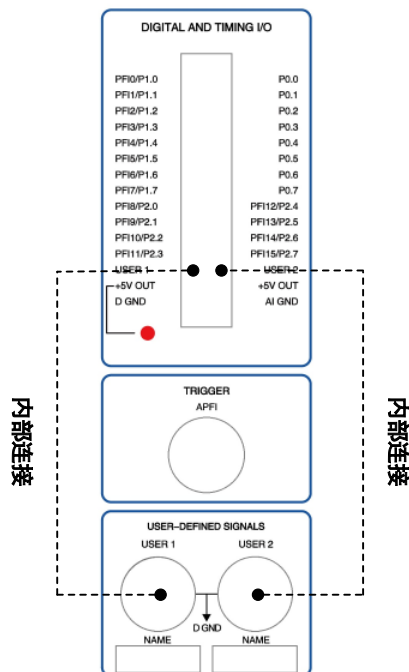 DIGITAL AND TIMING I/O
PFI0/P1.0 P0.0
PFI1/P1.1 P0.1
PFI2/P1.2 P0.2
PFI3/P1.3 P0.3
PFI4/P1.4 P0.4
PFI5/P1.5 P0.5
PFI6/P1.6 P0.6
PFI7/P1.7 P0.7
PFI8/P2.0 PFI12/P2.4
PFI9/P2.1 PFI13/P2.5
PFI10/P2.2 PFI14/P2.6
PFI11/P2.3 PFI15/P2.7
USER 1 USER 2
+5V OUT +5V OUT
D GND AI GND
内部连接
内部连接
TRIGGER
APFI
USER-DEFINED SIGNALS
USER 1 USER 2
D GND
NAME NAME